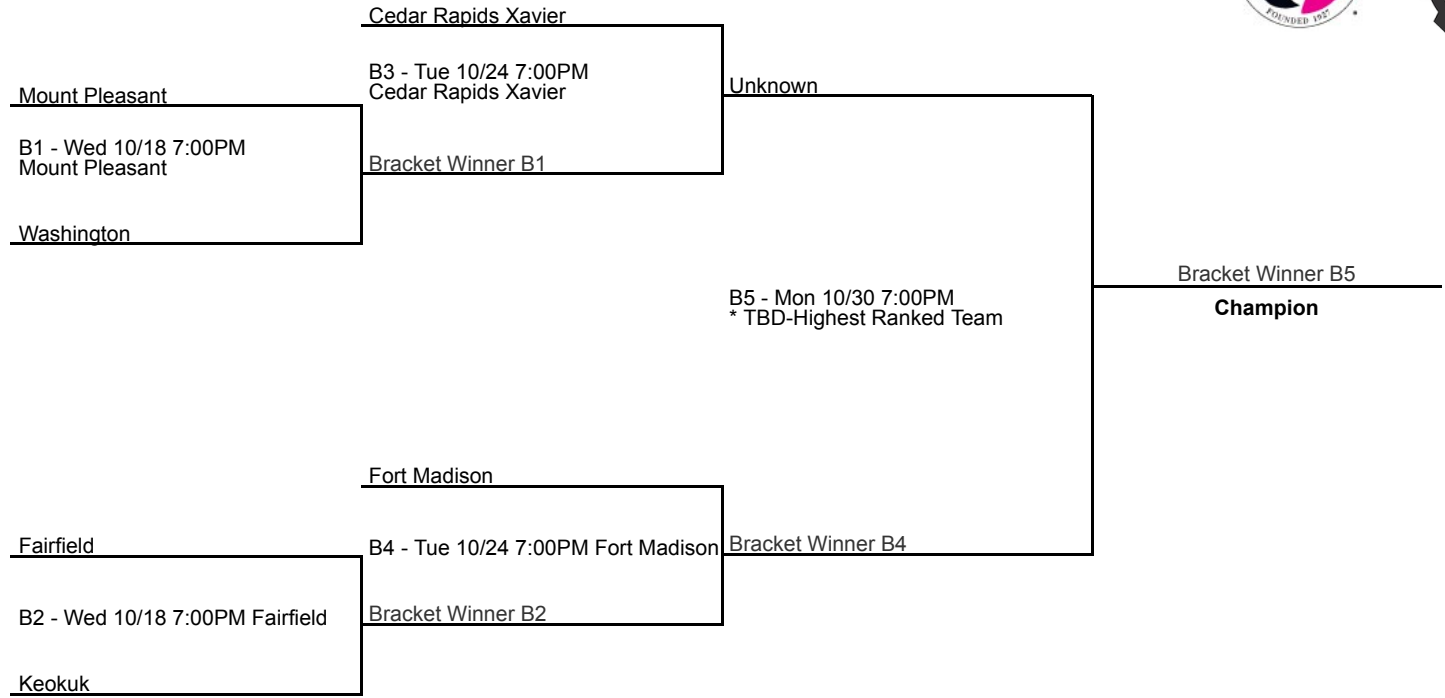 FOUNDED 1927
Cedar Rapids Xavier
B3 - Tue 10/24 7:00PM
Cedar Rapids Xavier
Unknown
Mount Pleasant
B1 - Wed 10/18 7:00PM
Mount Pleasant
Bracket Winner B1
Washington
Bracket Winner B5
Champion
B5 - Mon 10/30 7:00PM
* TBD-Highest Ranked Team
Fort Madison
Fairfield
B4 - Tue 10/24 7:00PM Fort Madison
Bracket Winner B4
B2 - Wed 10/18 7:00PM Fairfield
Bracket Winner B2
Keokuk